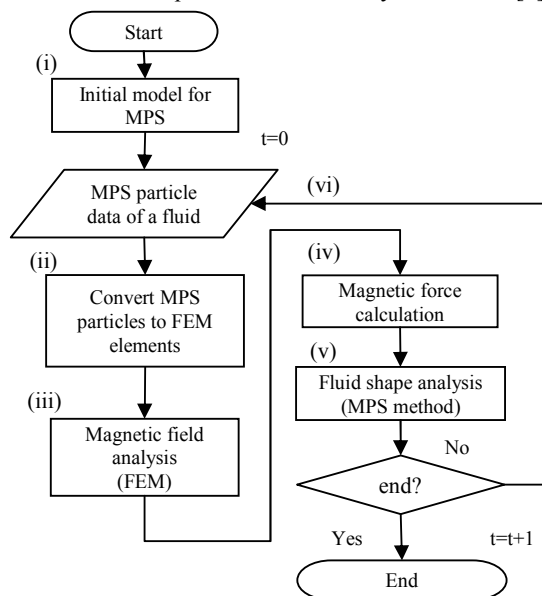 Start
(i)
Initial model for
MPS
t=0
MPS particle
data of a fluid
(vi)
(ii)
Convert MPS
particles to FEM
elements
(iii)
Magnetic field
analysis
(FEM)
(iv)
Magnetic force
calculation
(v)
Fluid shape analysis
(MPS method)
No
end?
Yes
t=t+1
End